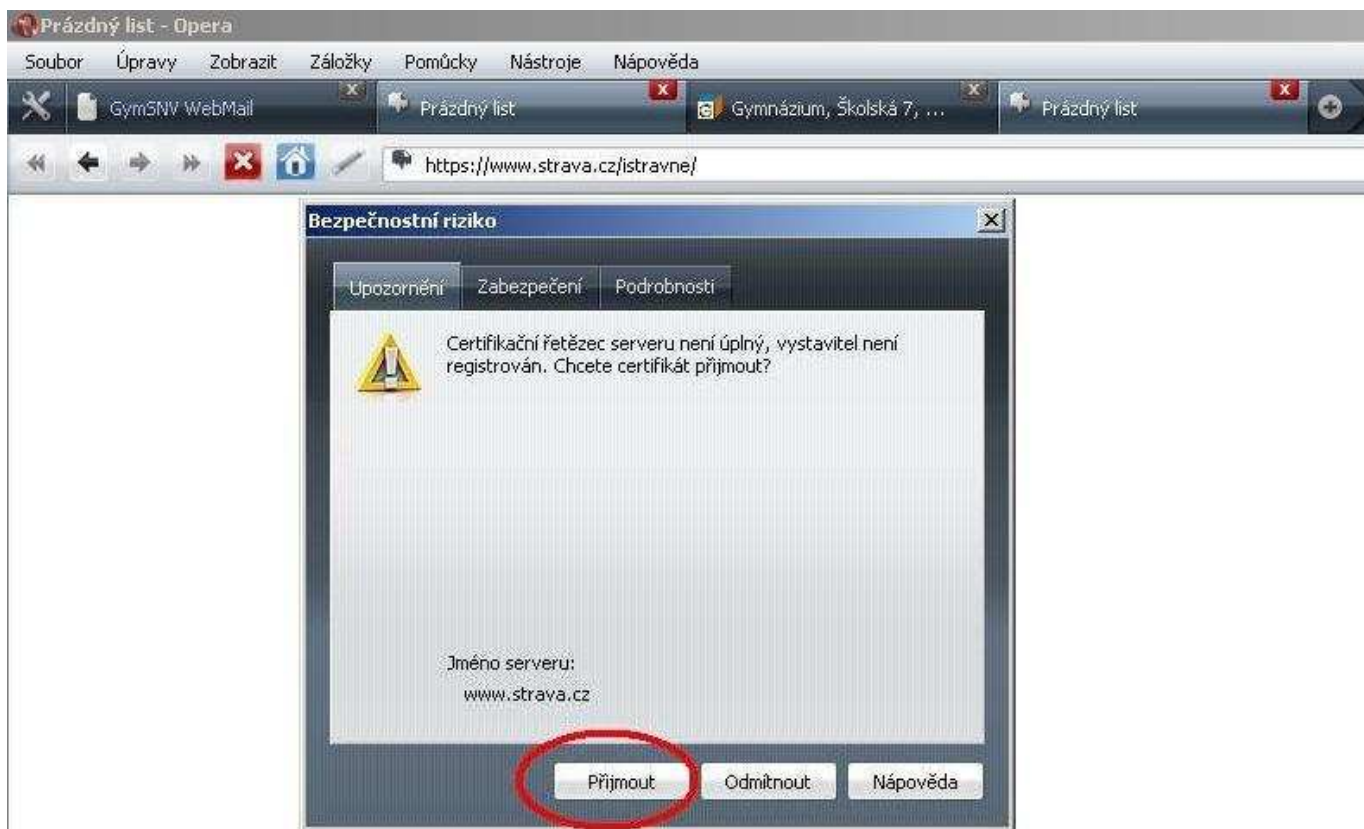 Prázdný list - Opera
Soubor Úpravy Zobrazit Záložky Pomůcky Nástroje Nápověda
GymSNV WebMail Prázdný list Gymnázium, Školská 7, ... Prázdný list
https://www.strava.cz/istravne/
Bezpečnostní riziko
Upozornění Zabezpečení Podrobnosti
Certifikační řetězec serveru není úplný, vystavitel není
registrován. Chcete certifikát přijmout?
Jméno serveru:
www.strava.cz
Přijmout Odmítnout Nápověda